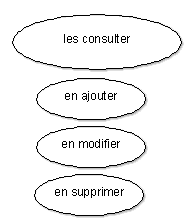 les consulter
en ajouter
en modifier
en supprimer